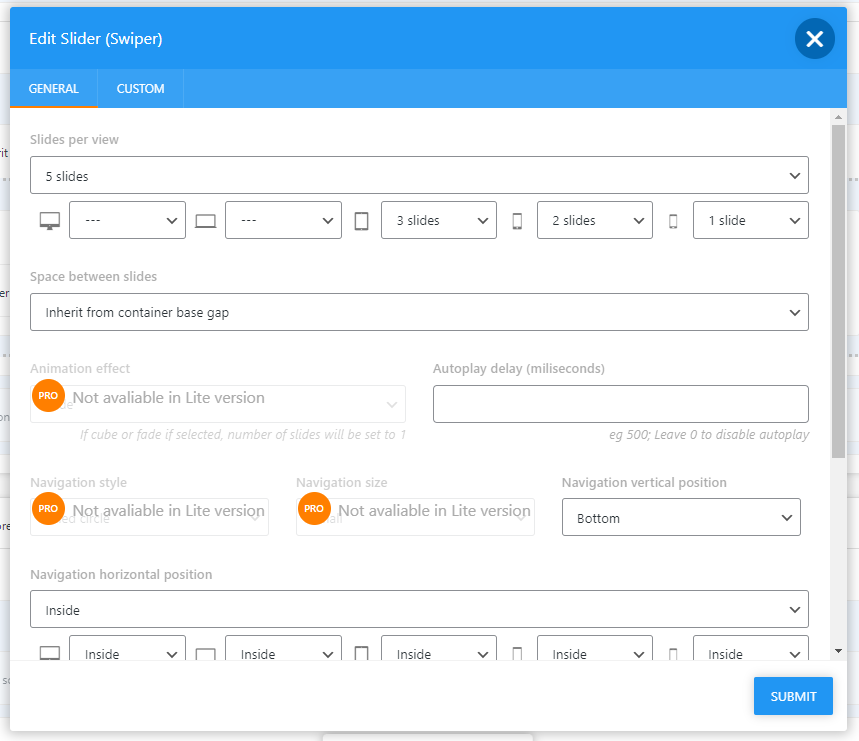 Edit Slider (Swiper)
GENERAL CUSTOM
Slides per view
5 slides
--- --- 3 slides 2 slides 1 slide
Space between slides
Inherit from container base gap
Animation effect Autoplay delay (miliseconds)
PRO Not avaliable in Lite version
If cube or fade if selected, number of slides will be set to 1 eg 500; Leave 0 to disable autoplay
Navigation style Navigation size Navigation vertical position
PRO Not avaliable in Lite version PRO Not avaliable in Lite version Bottom
Navigation horizontal position
Inside
Inside Inside Inside Inside Inside
SUBMIT